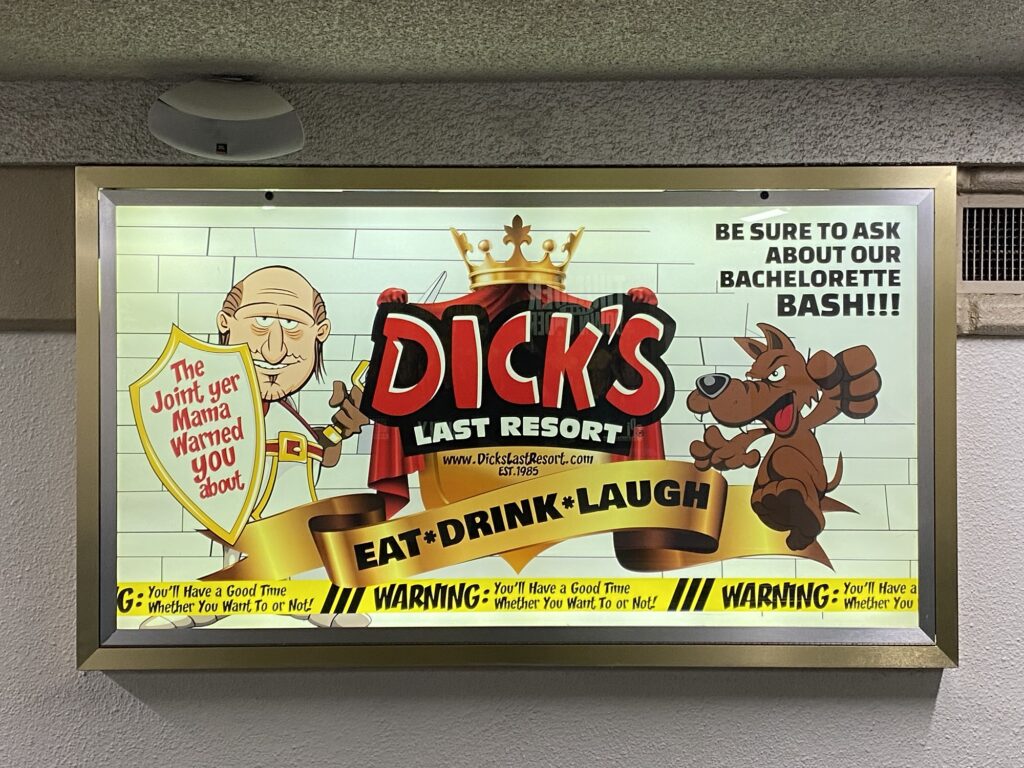 BE SURE TO ASK
ABOUT OUR
BACHELORETTE
BASH!!!
The
Joint yer
Mama
Warned
you
about
DICK'S
LAST RESORT
www.DicksLastResort.com
EST.1985
EAT*DRINK*LAUGH
G: You'll Have a Good Time
Whether You Want To or Not!
WARNING: You'll Have a Good Time
Whether You Want To or Not!
WARNING: You'll Have a
Whether You